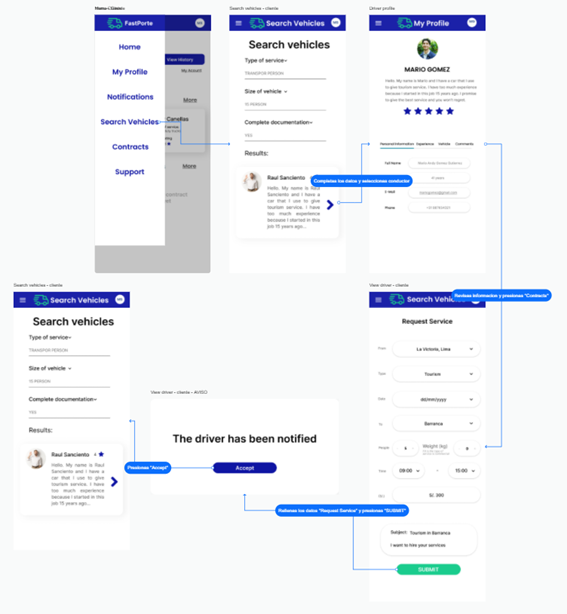 Search vehicles - cliente
Driver profile
FastPorte
Home
My Profile
Notifications
Search Vehicles
Contracts
Support
View History
More
More
Search Vehicles
Search vehicles
Type of service
TRANSPOR PERSON
Size of vehicle
15 PERSON
Complete documentation
YES
Results:
Raul Sanciento
Hello, My name is Raul
Sanciento and I have a
car that I use to give
tourism service. I have
too much experience
because I started in this
job 15 years ago...
Completas los datos y seleccionas conductor
My Profile
MARIO GOMEZ
Hello, My name is Mario and I have a car that I use
to give tourism service. I have too much experience
because I started in this job 15 years ago. I promise
to give the best service and you won't regret.
Personal Information Experience Vehicle Comments
Full Name
E-Mail
Phone
Revisas informacion y presionas "Contacts"
Search vehicles - cliente
Search Vehicles
Search vehicles
Type of service
TRANSPOR PERSON
Size of vehicle
15 PERSON
Complete documentation
YES
Results:
Raul Sanciento
Hello, My name is Raul
Sanciento and I have a
car that I use to give
tourism service. I have
too much experience
because I started in this
job 15 years ago...
Presionas "Accept"
View driver - cliente - AVISO
The driver has been notified
Accept
Rellenas los datos "Request Service" y presionas "SUBMIT"
View driver - cliente
Search Vehicles
Request Service
From
La Victoria, Lima
Type
Tourism
Date
dd/mm/yyyy
To
Barranca
People
Weight (kg)
Time
09:00 - 15:00
S/. 300
Subject: Tourism in Barranca
I want to hire your services
SUBMIT